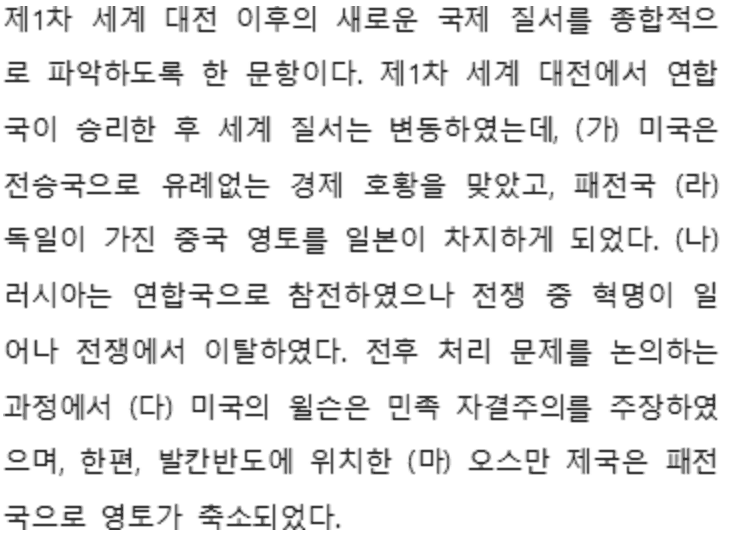 제1차 세계 대전 이후의 새로운 국제 질서를 종합적으
로 파악하도록 한 문항이다. 제1차 세계 대전에서 연합
국이 승리한 후 세계 질서는 변동하였는데, (가) 미국은
전승국으로 유례없는 경제 호황을 맞았고, 패전국 (라)
독일이 가진 중국 영토를 일본이 차지하게 되었다. (나)
러시아는 연합국으로 참전하였으나 전쟁 중 혁명이 일
어나 전쟁에서 이탈하였다. 전후 처리 문제를 논의하는
과정에서 (다) 미국의 윌슨은 민족 자결주의를 주장하였
으며, 한편, 발칸반도에 위치한 (마) 오스만 제국은 패전
국으로 영토가 축소되었다.